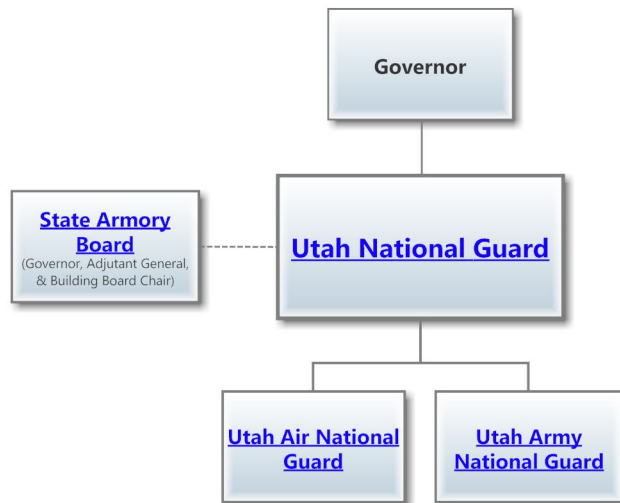 Governor
State Armory
Board
(Governor, Adjutant General,
& Building Board Chair)
Utah National Guard
Utah Air National
Guard
Utah Army
National Guard